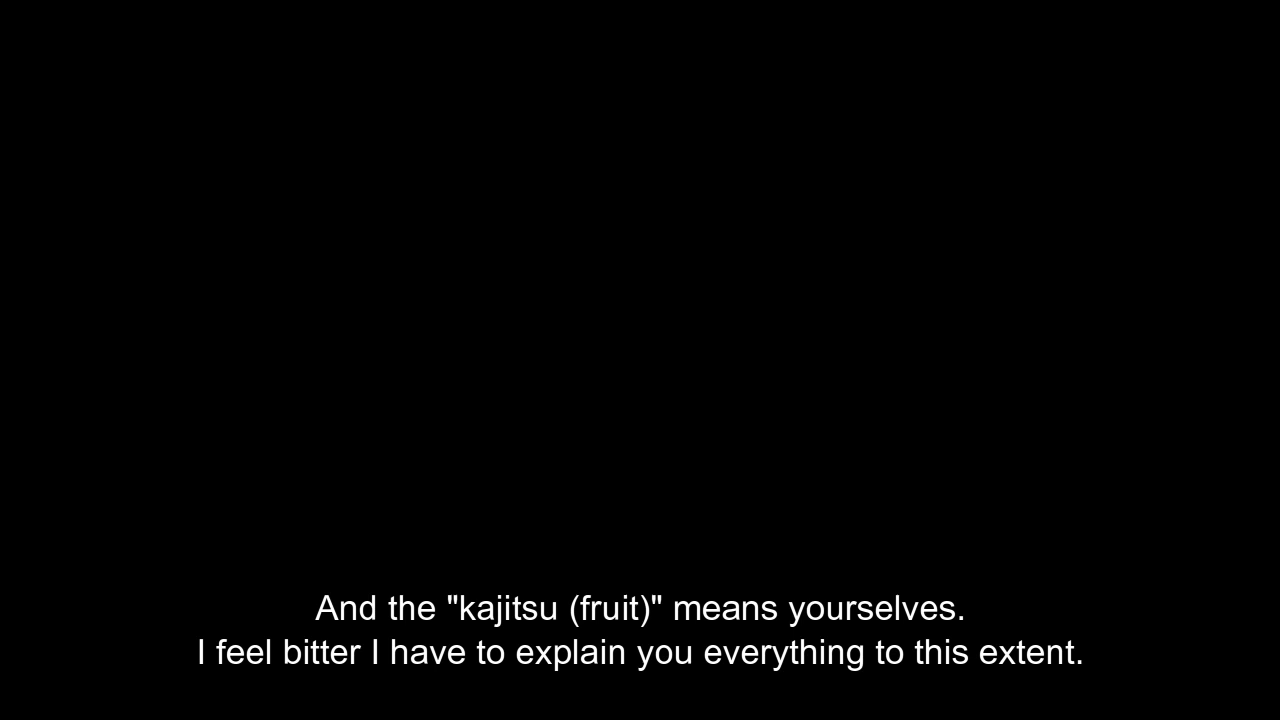 And the "kajitsu (fruit)" means yourselves.
I feel bitter I have to explain you everything to this extent.